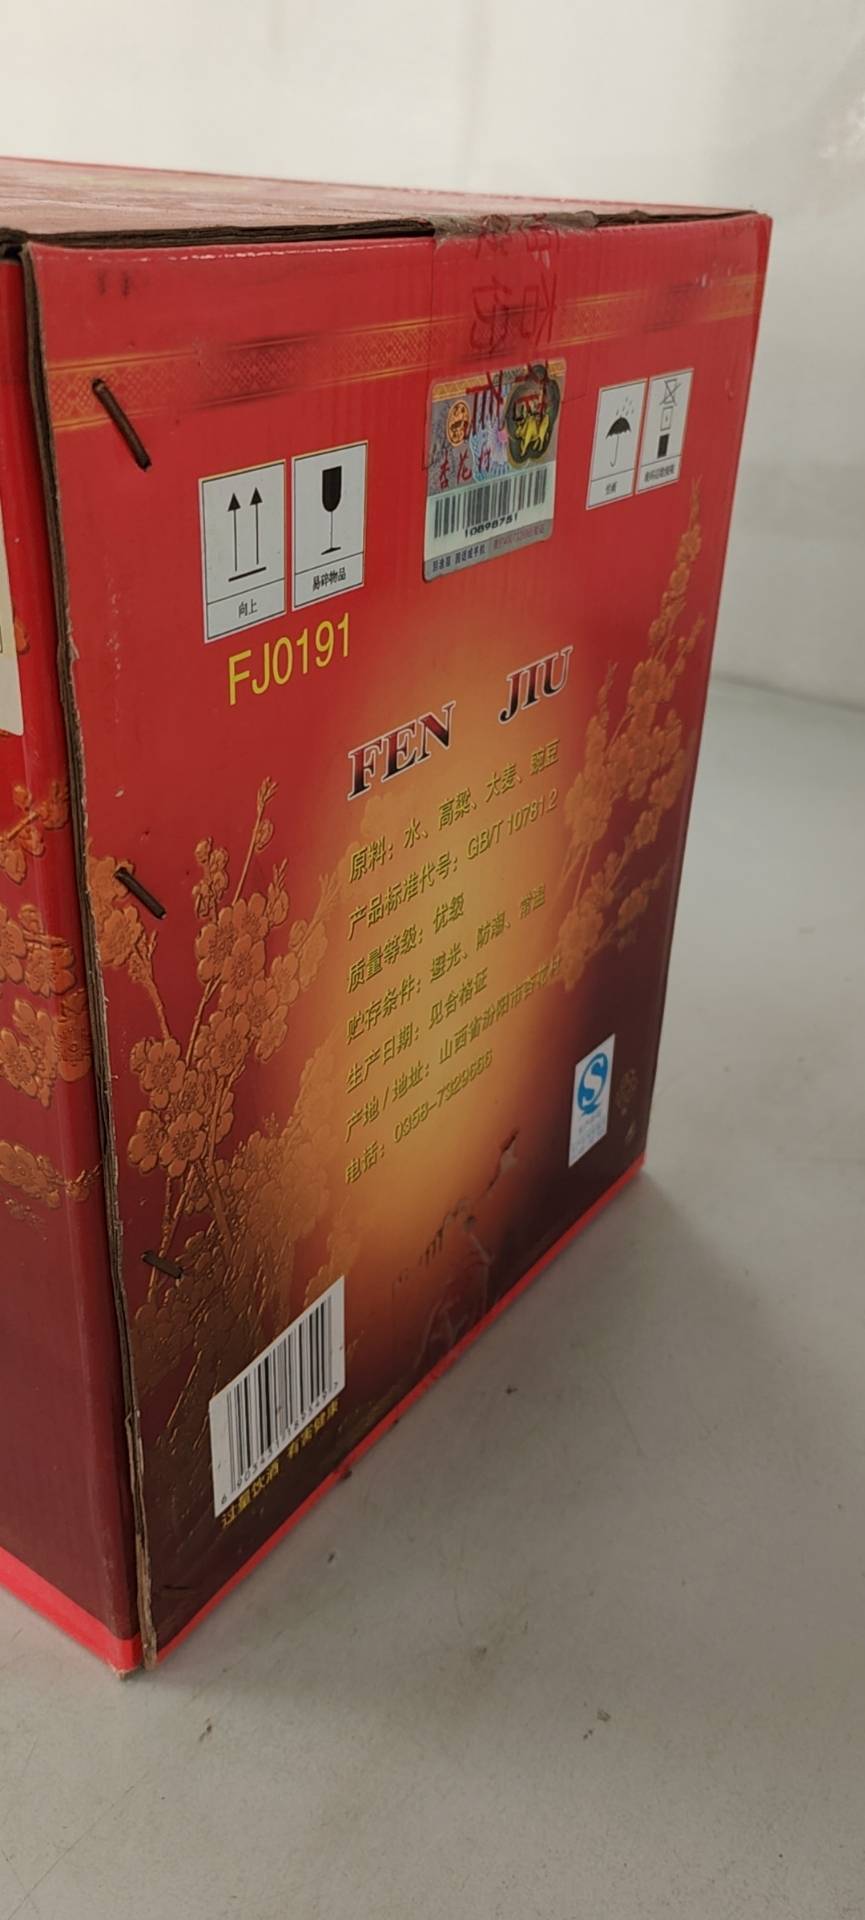 杏花村
10898751
向上
易碎物品
FJ0191
FEN JIU
原料：水、高粱、大麦、豌豆
产品标准代号：GB/T 10781.2
质量等级：优级
贮存条件：避光、防潮、常温
生产日期：见合格证
产地/地址：山西省汾阳市杏花村
电话：0358-7329666
过量饮酒 有害健康